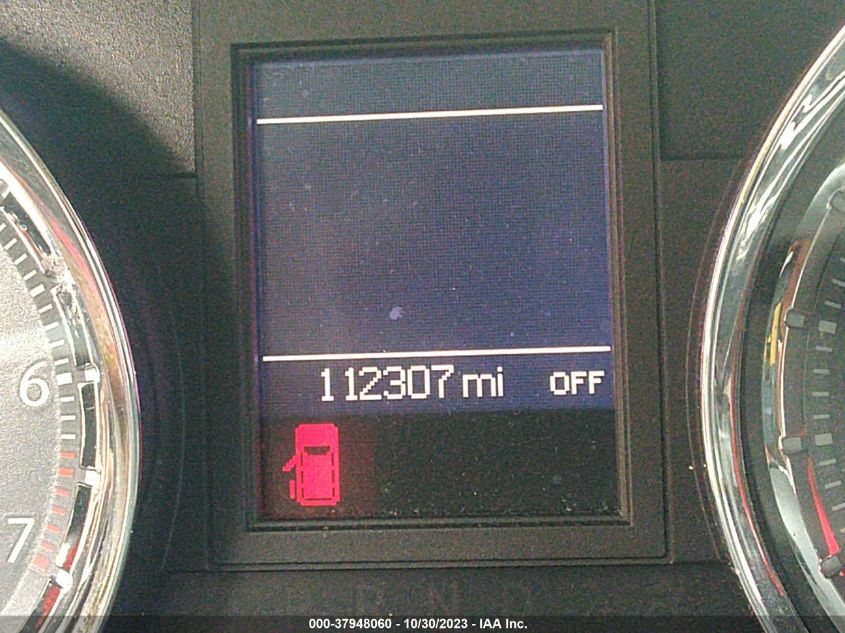 112307 mi OFF
6
7
P R N
000-37948060 - 10/30/2023 - IAA Inc.